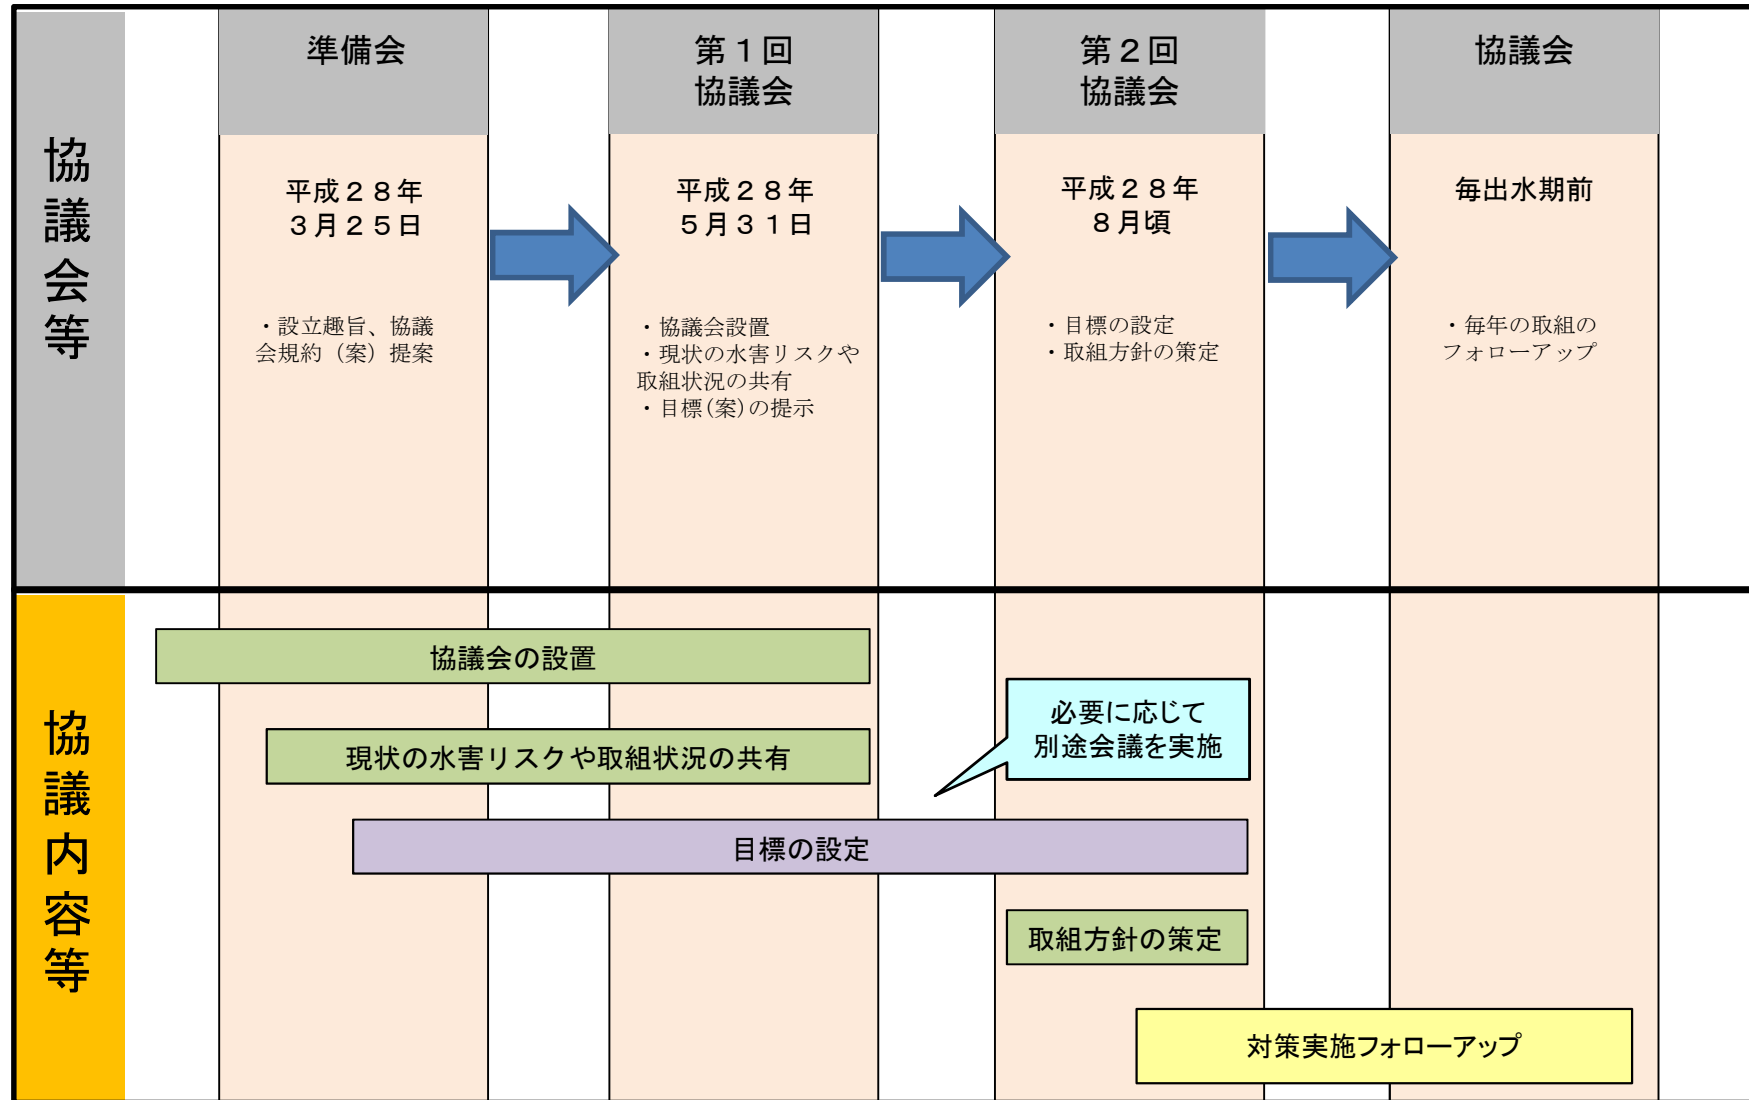 協議会等
準備会
平成２８年
３月２５日
・設立趣旨、協議
会規約（案）提案
第１回
協議会
平成２８年
５月３１日
・協議会設置
・現状の水害リスクや
取組状況の共有
・目標(案)の提示
第２回
協議会
平成２８年
８月頃
・目標の設定
・取組方針の策定
協議会
毎出水期前
・毎年の取組の
フォローアップ
協議内容等
協議会の設置
現状の水害リスクや取組状況の共有
必要に応じて
別途会議を実施
目標の設定
取組方針の策定
対策実施フォローアップ